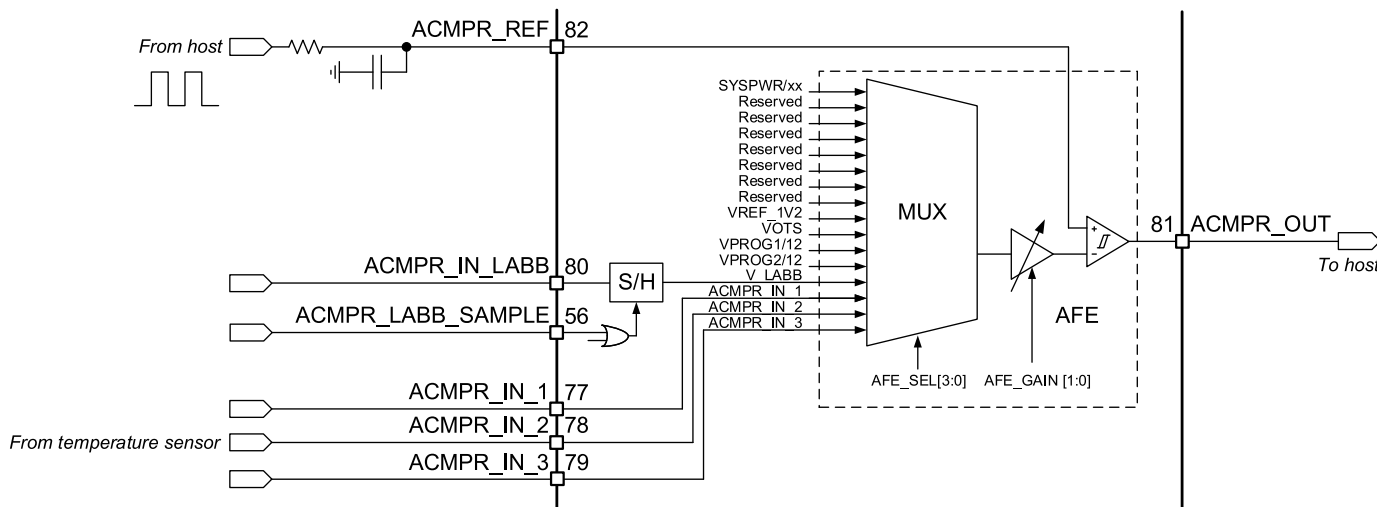 ACMPR_REF 82
From host
SYSPWR/xx
Reserved
Reserved
Reserved
Reserved
Reserved
Reserved
Reserved
VREF_1V2
VOTS
VPROG1/12
VPROG2/12
V_LABB
ACMPR_IN_1
ACMPR_IN_2
ACMPR_IN_3
MUX
+
-
81 ACMPR_OUT
To host
ACMPR_IN_LABB 80
S/H
ACMPR_LABB_SAMPLE 56
AFE
AFE_SEL[3:0] AFE_GAIN [1:0]
ACMPR_IN_1 77
ACMPR_IN_2 78
From temperature sensor
ACMPR_IN_3 79